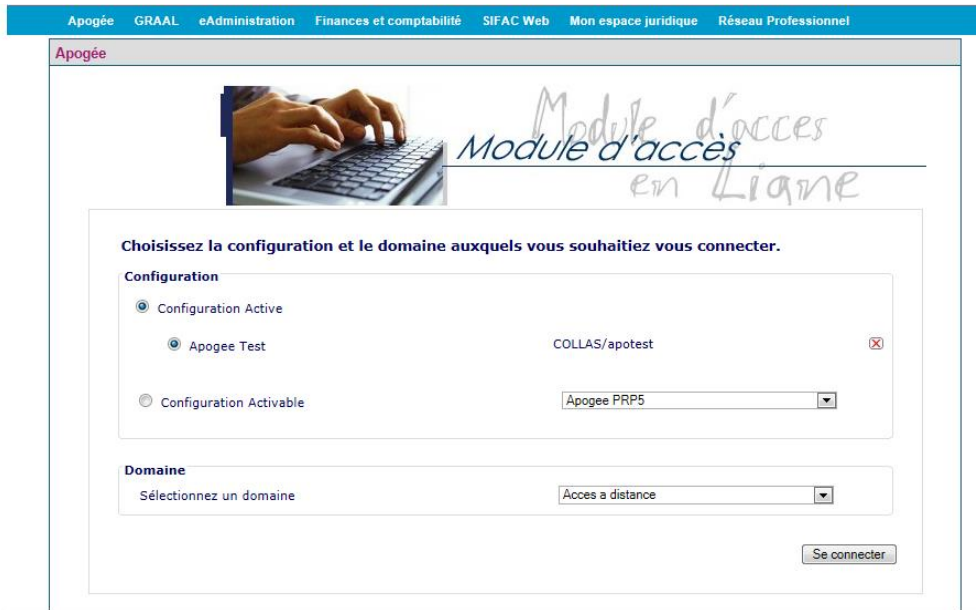 Apogée GRAAL eAdministration Finances et comptabilité SIFAC Web Mon espace juridique Réseau Professionnel
Apogée
Module d'acces
Module d'accès
en Ligne
Choisissez la configuration et le domaine auxquels vous souhaitiez vous connecter.
Configuration
Configuration Active
Apogee Test COLLAS/apotest
Configuration Activable Apogee PRP5
Domaine
Sélectionnez un domaine Acces a distance
Se connecter